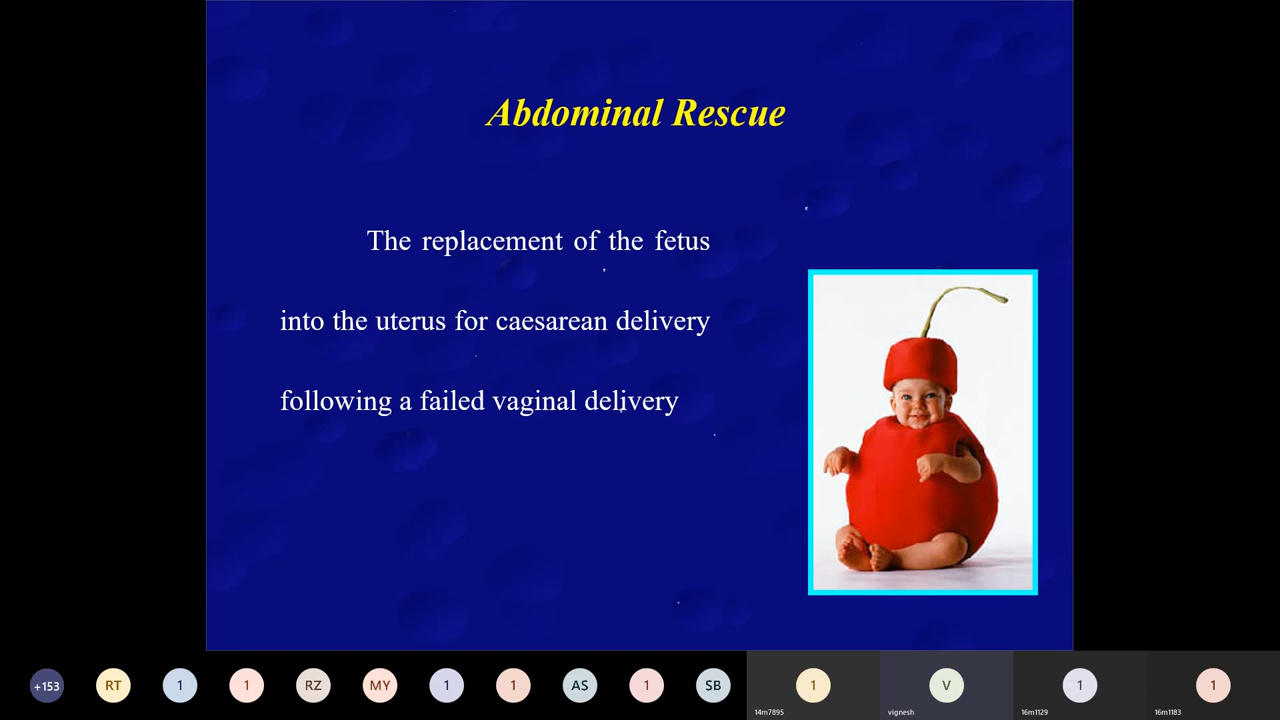 Abdominal Rescue
The replacement of the fetus
into the uterus for caesarean delivery
following a failed vaginal delivery
+153
RT
1
1
RZ
MY
1
1
AS
1
SB
1
V
1
1
14m7895
vignesh
16m1129
16m1183